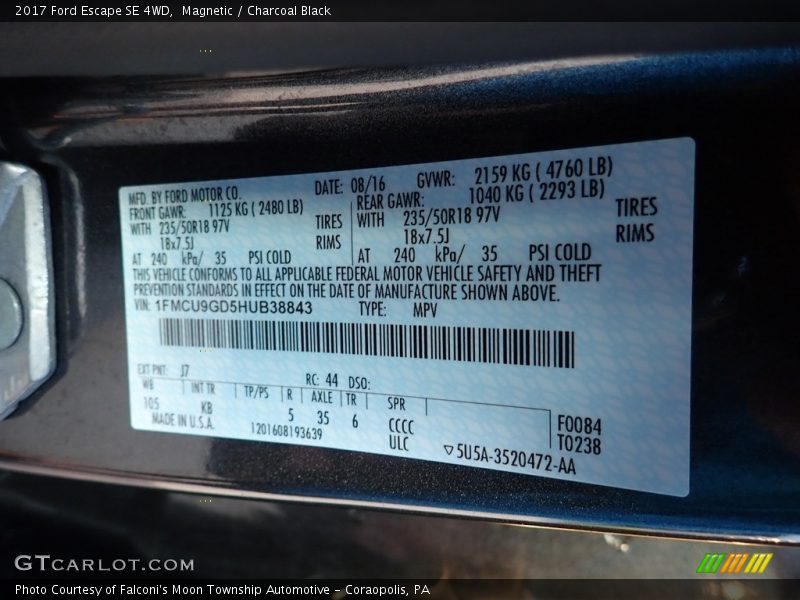 2017 Ford Escape SE 4WD, Magnetic / Charcoal Black
MFD. BY FORD MOTOR CO. DATE: 08/16 GVWR: 2159 KG ( 4760 LB)
FRONT GAWR: 1125 KG ( 2480 LB) REAR GAWR: 1040 KG ( 2293 LB)
WITH 235/50R18 97V TIRES WITH 235/50R18 97V TIRES
18x7.5J RIMS 18x7.5J RIMS
AT 240 kPa/ 35 PSI COLD AT 240 kPa/ 35 PSI COLD
THIS VEHICLE CONFORMS TO ALL APPLICABLE FEDERAL MOTOR VEHICLE SAFETY AND THEFT
PREVENTION STANDARDS IN EFFECT ON THE DATE OF MANUFACTURE SHOWN ABOVE.
VIN: 1FMCU9GD5HUB38843 TYPE: MPV
EXT PNT: J7 RC: 44 DSO:
WB INT TR TP/PS R AXLE TR SPR
105 KB 5 35 6 CCCC F0084
MADE IN U.S.A. 1201608193639 ULC T0238
▽5U5A-3520472-AA
GTCARLOT.COM
Photo Courtesy of Falconi's Moon Township Automotive – Coraopolis, PA